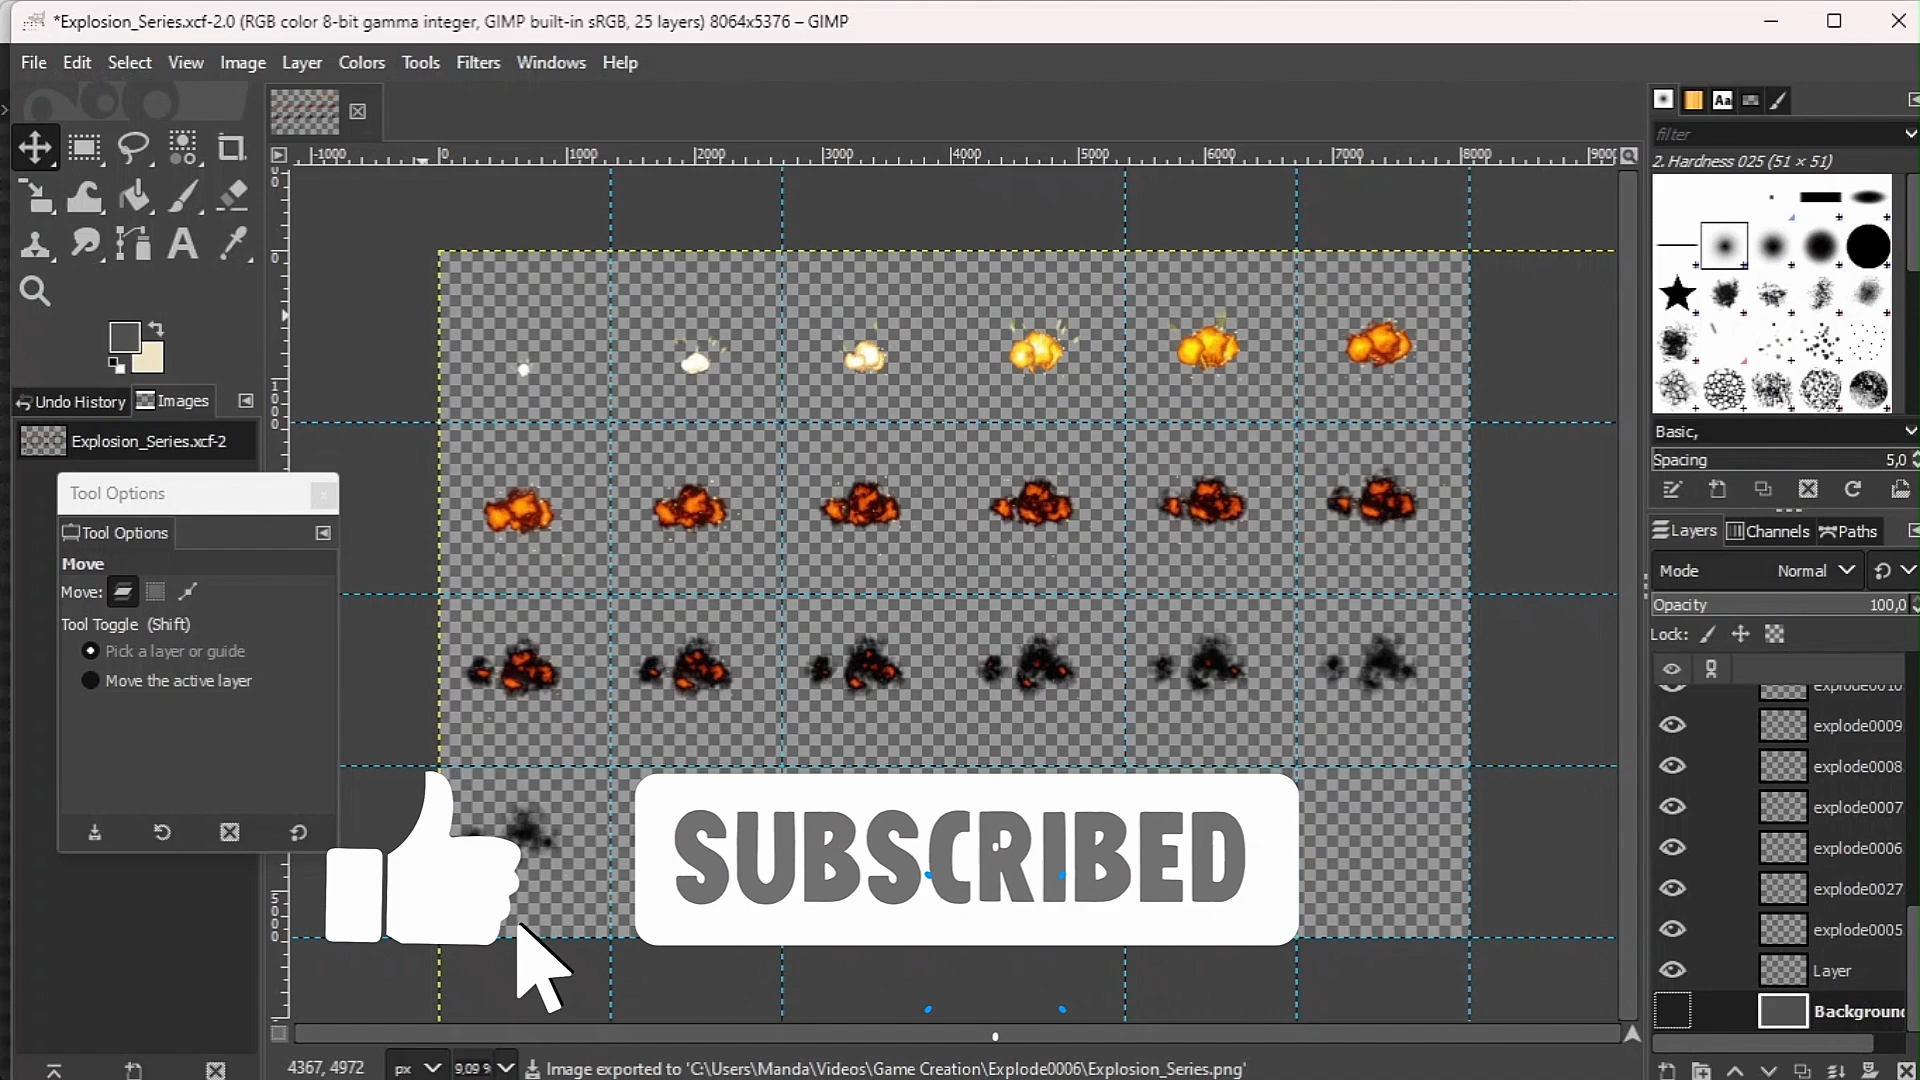 *Explosion_Series.xcf-2.0 (RGB color 8-bit gamma integer, GIMP built-in sRGB, 25 layers) 8064x5376 – GIMP
File Edit Select View Image Layer Colors Tools Filters Windows Help
Aa
filter
-1000 0 1000 2000 3000 4000 5000 6000 7000 8000
2. Hardness 025 (51 × 51)
Undo History Images
Explosion_Series.xcf-2
Basic,
Spacing 5,0
Tool Options
Tool Options
Move
Move:
Tool Toggle (Shift)
Pick a layer or guide
Move the active layer
Layers Channels Paths
Mode Normal
Opacity 100,0
Lock:
explode0010
explode0009
explode0008
explode0007
explode0006
explode0027
explode0005
Layer
Background
SUBSCRIBED
4367, 4972 px 9,09 % Image exported to 'C:\Users\Manda\Videos\Game Creation\Explode0006\Explosion_Series.png'